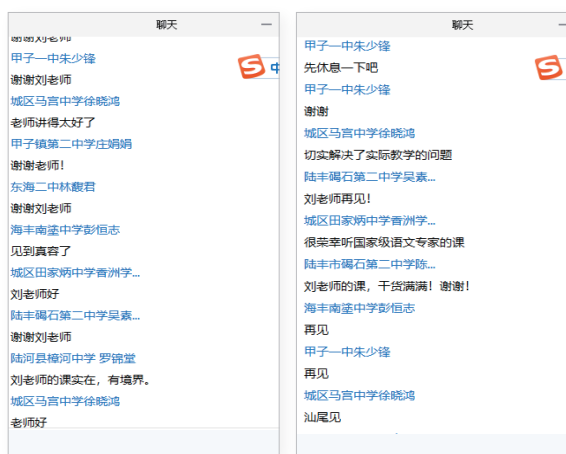 聊天
谢谢刘老师
甲子一中朱少锋
谢谢刘老师
城区马宫中学徐晓鸿
老师讲得太好了
甲子镇第二中学庄娟娟
谢谢老师！
东海二中林馥君
谢谢刘老师
海丰南塗中学彭恒志
见到真容了
城区田家炳中学香洲学...
刘老师好
陆丰碣石第二中学吴素...
谢谢刘老师
陆河县樟河中学 罗锦堂
刘老师的课实在，有境界。
城区马宫中学徐晓鸿
老师好
聊天
甲子一中朱少锋
先休息一下吧
甲子一中朱少锋
谢谢
城区马宫中学徐晓鸿
切实解决了实际教学的问题
陆丰碣石第二中学吴素...
刘老师再见！
城区田家炳中学香洲学...
很荣幸听国家级语文专家的课
陆丰市碣石第二中学陈...
刘老师的课，干货满满！谢谢！
海丰南塗中学彭恒志
再见
甲子一中朱少锋
再见
城区马宫中学徐晓鸿
汕尾见